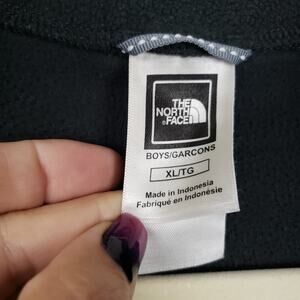 THE
NORTH
FACE
BOYS/GARCONS
XL/TG
Made in Indonesia
Fabriqué en Indonésie